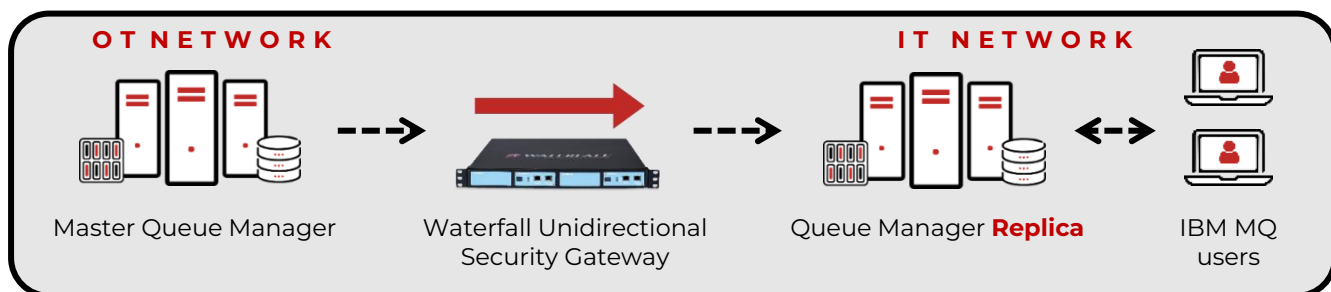 OT NETWORK
IT NETWORK
Master Queue Manager
Waterfall Unidirectional
Security Gateway
Queue Manager Replica
IBM MQ
users